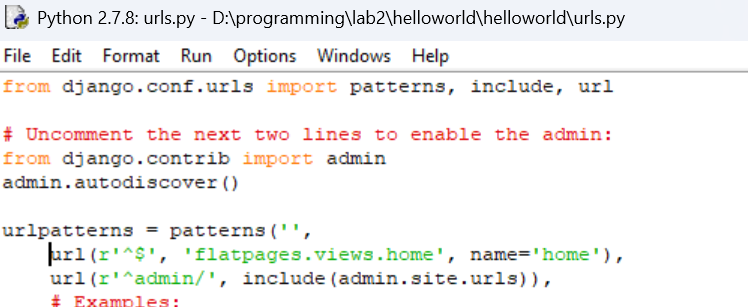 Python 2.7.8: urls.py - D:\programming\lab2\helloworld\helloworld\urls.py
File Edit Format Run Options Windows Help
from django.conf.urls import patterns, include, url
# Uncomment the next two lines to enable the admin:
from django.contrib import admin
admin.autodiscover()
urlpatterns = patterns('',
    url(r'^$', 'flatpages.views.home', name='home'),
    url(r'^admin/', include(admin.site.urls)),
    # Examples: